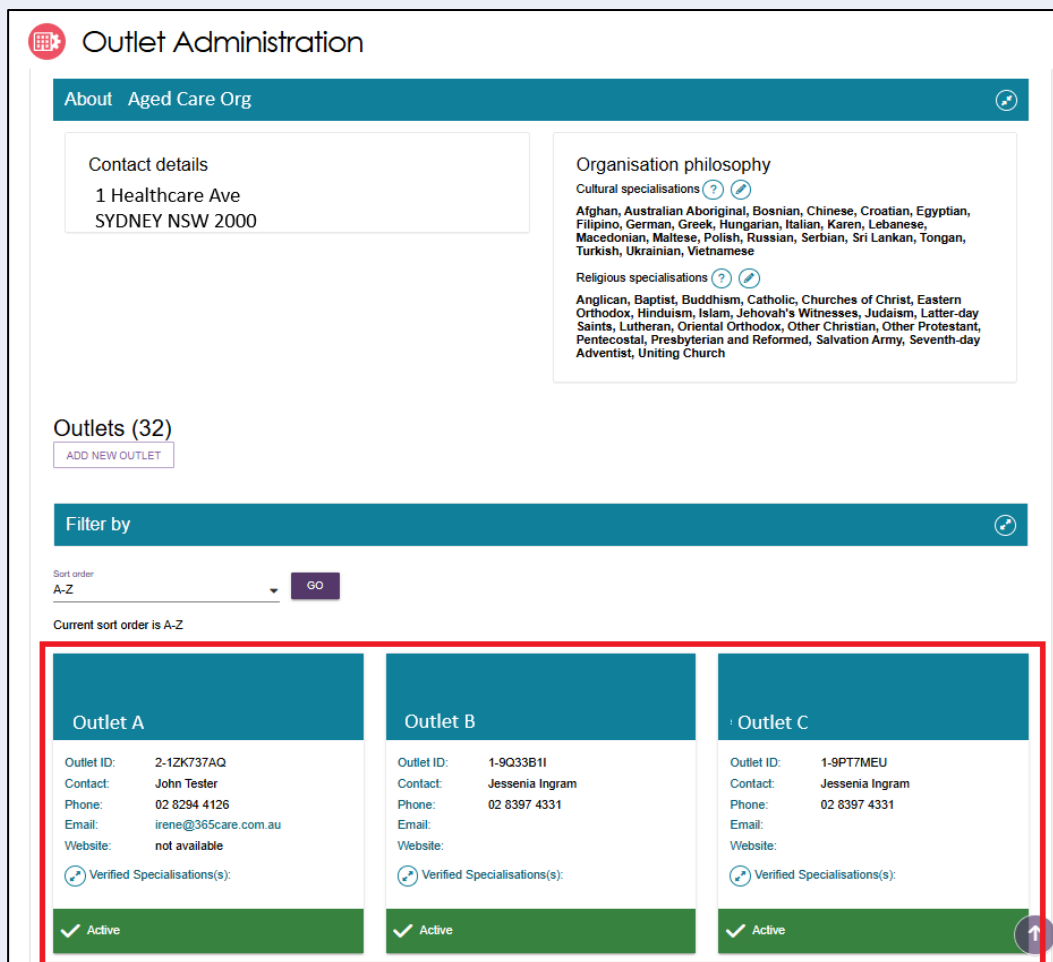 Outlet Administration
About Aged Care Org
Contact details
1 Healthcare Ave
SYDNEY NSW 2000
Organisation philosophy
Cultural specialisations ?
Afghan, Australian Aboriginal, Bosnian, Chinese, Croatian, Egyptian,
Filipino, German, Greek, Hungarian, Italian, Karen, Lebanese,
Macedonian, Maltese, Polish, Russian, Serbian, Sri Lankan, Tongan,
Turkish, Ukrainian, Vietnamese
Religious specialisations ?
Anglican, Baptist, Buddhism, Catholic, Churches of Christ, Eastern
Orthodox, Hinduism, Islam, Jehovah's Witnesses, Judaism, Latter-day
Saints, Lutheran, Oriental Orthodox, Other Christian, Other Protestant,
Pentecostal, Presbyterian and Reformed, Salvation Army, Seventh-day
Adventist, Uniting Church
Outlets (32)
ADD NEW OUTLET
Filter by
Sort order
A-Z
GO
Current sort order is A-Z
Outlet A
Outlet ID: 2-1ZK737AQ
Contact: John Tester
Phone: 02 8294 4126
Email: irene@365care.com.au
Website: not available
Verified Specialisations(s):
Active
Outlet B
Outlet ID: 1-9Q33B1I
Contact: Jessenia Ingram
Phone: 02 8397 4331
Email:
Website:
Verified Specialisations(s):
Active
Outlet C
Outlet ID: 1-9PT7MEU
Contact: Jessenia Ingram
Phone: 02 8397 4331
Email:
Website:
Verified Specialisations(s):
Active